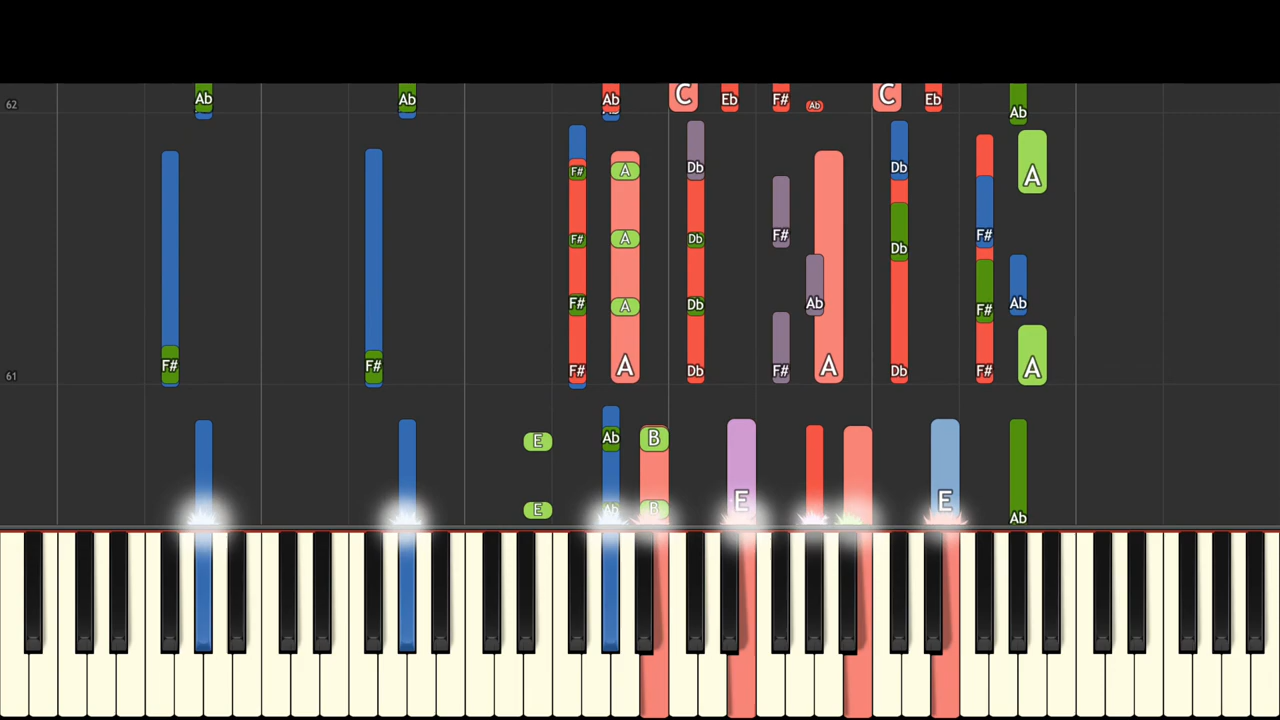 62 Ab Ab Ab C Eb F# Ab C Eb Ab
F# A Db Db A
F# F#
F# A Db Db
F# A Db Ab F# Ab
61 F# F# F# A Db F# A Db F# A
E Ab B
E Ab B E E Ab